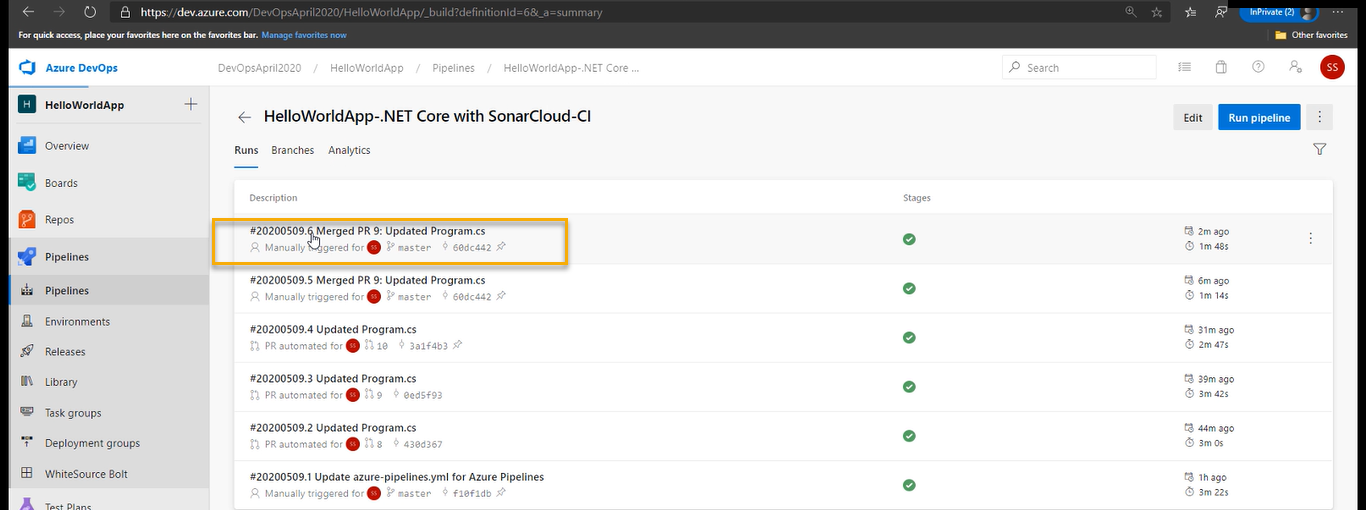 https://dev.azure.com/DevOpsApril2020/HelloWorldApp/_build?definitionId=6&_a=summary
InPrivate (2)
For quick access, place your favorites here on the favorites bar. Manage favorites now
Other favorites
Azure DevOps
DevOpsApril2020 / HelloWorldApp / Pipelines / HelloWorldApp-.NET Core ...
Search
SS
H HelloWorldApp
Overview
Boards
Repos
Pipelines
Pipelines
Environments
Releases
Library
Task groups
Deployment groups
WhiteSource Bolt
Test Plans
HelloWorldApp-.NET Core with SonarCloud-CI
Edit
Run pipeline
Runs Branches Analytics
Description Stages
#20200509.6 Merged PR 9: Updated Program.cs
Manually triggered for SS master 60dc442
2m ago
1m 48s
#20200509.5 Merged PR 9: Updated Program.cs
Manually triggered for SS master 60dc442
6m ago
1m 14s
#20200509.4 Updated Program.cs
PR automated for SS 10 3a1f4b3
31m ago
2m 47s
#20200509.3 Updated Program.cs
PR automated for SS 9 0ed5f93
39m ago
3m 42s
#20200509.2 Updated Program.cs
PR automated for SS 8 430d367
44m ago
3m 0s
#20200509.1 Update azure-pipelines.yml for Azure Pipelines
Manually triggered for SS master f10f1db
1h ago
3m 22s